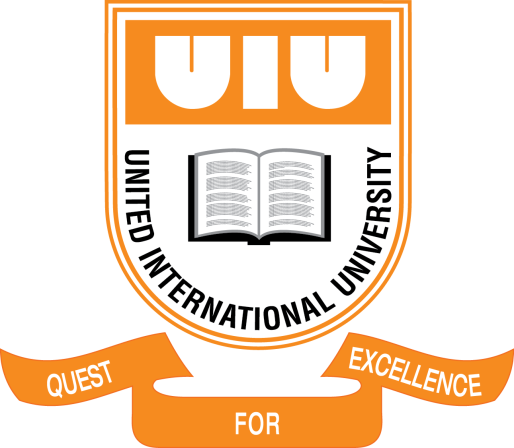 UIU
UNITED INTERNATIONAL UNIVERSITY
QUEST
FOR
EXCELLENCE